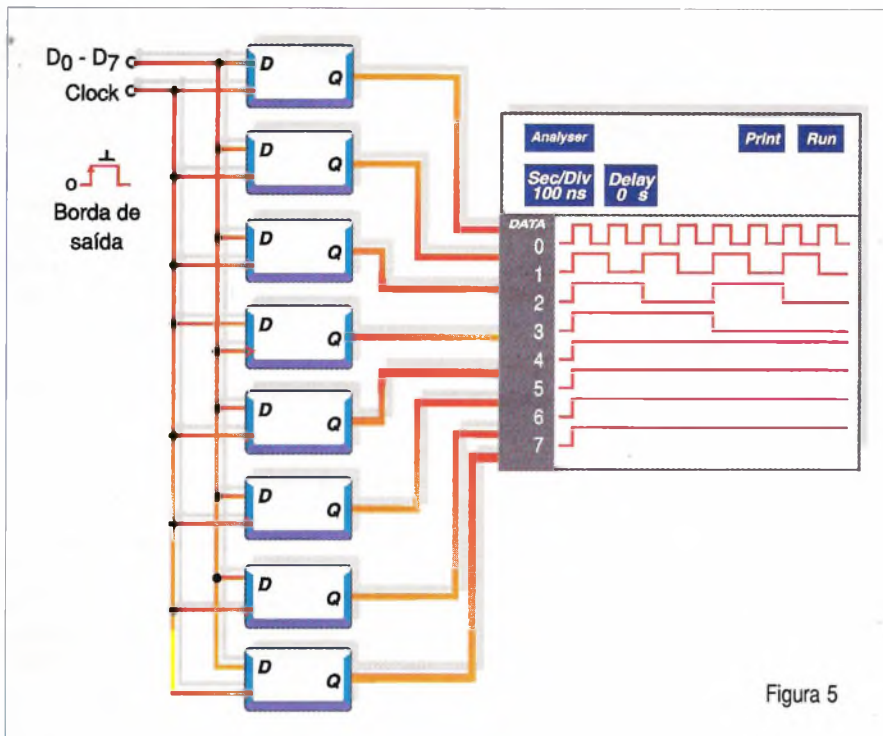 D0 - D7
Clock
Borda de
saída
D
Q
D
Q
D
Q
D
Q
D
Q
D
Q
D
Q
D
Q
Analyser
Print
Run
Sec/Div
100 ns
Delay
0 s
DATA
0
1
2
3
4
5
6
7
Figura 5